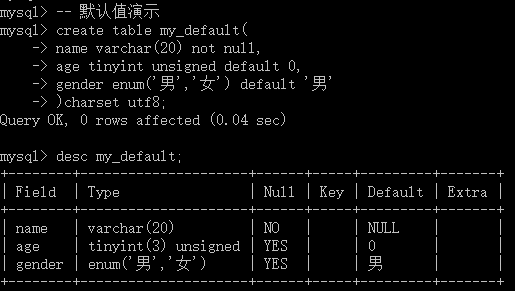 mysql> -- 默认值演示
mysql> create table my_default(
    -> name varchar(20) not null,
    -> age tinyint unsigned default 0,
    -> gender enum('男','女') default '男'
    -> )charset utf8;
Query OK, 0 rows affected (0.04 sec)
mysql> desc my_default;
+--------+---------------------+------+-----+---------+-------+
| Field  | Type                | Null | Key | Default | Extra |
+--------+---------------------+------+-----+---------+-------+
| name   | varchar(20)         | NO   |     | NULL    |       |
| age    | tinyint(3) unsigned | YES  |     | 0       |       |
| gender | enum('男','女')     | YES  |     | 男      |       |
+--------+---------------------+------+-----+---------+-------+